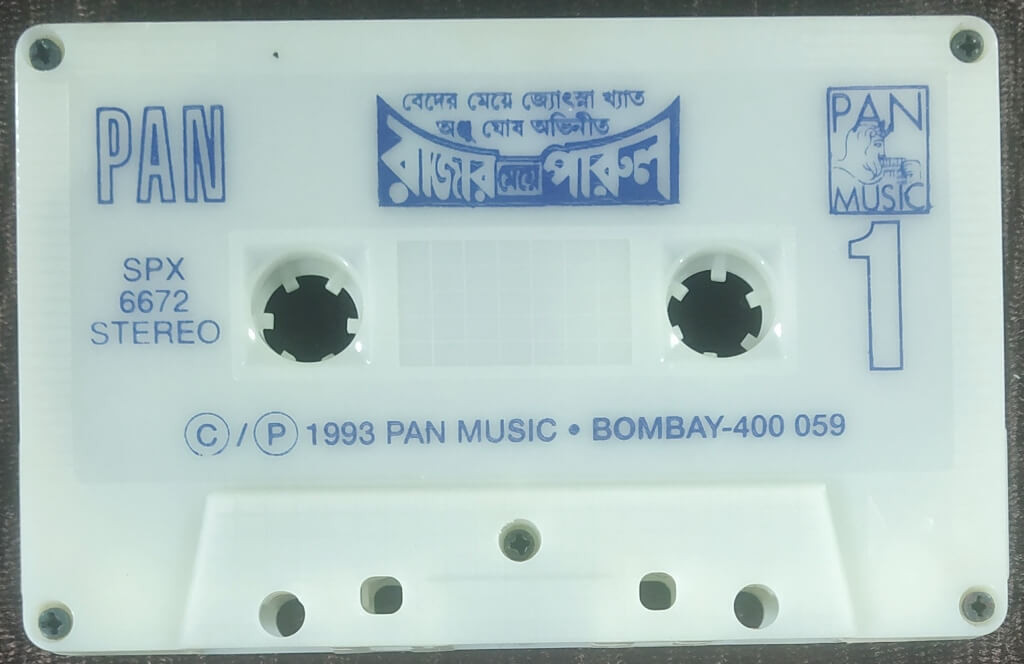 PAN
বেদের মেয়ে জ্যোৎস্না খ্যাত
অঞ্জু ঘোষ অভিনীত
রাজার মেয়ে পারুল
PAN
MUSIC
1
SPX
6672
STEREO
Ⓒ / Ⓟ 1993 PAN MUSIC • BOMBAY-400 059